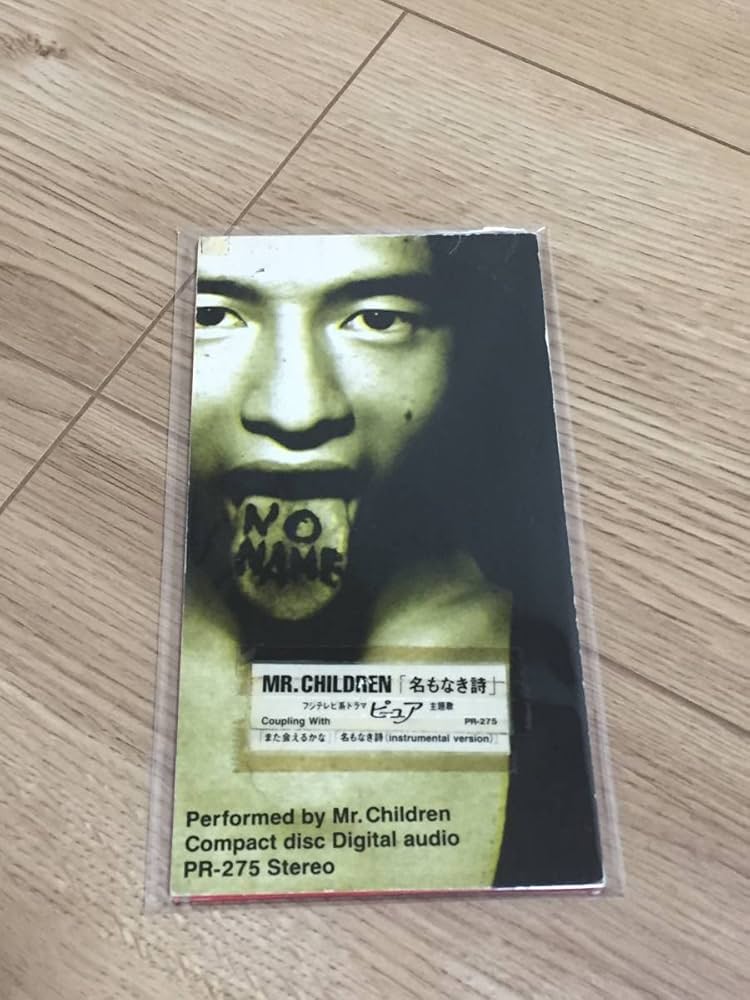 NO
NAME
MR.CHILDREN「名もなき詩」
フジテレビ系ドラマ ピュア 主題歌
Coupling With PR-275
「また会えるかな」「名もなき詩(instrumental version)」
Performed by Mr.Children
Compact disc Digital audio
PR-275 Stereo